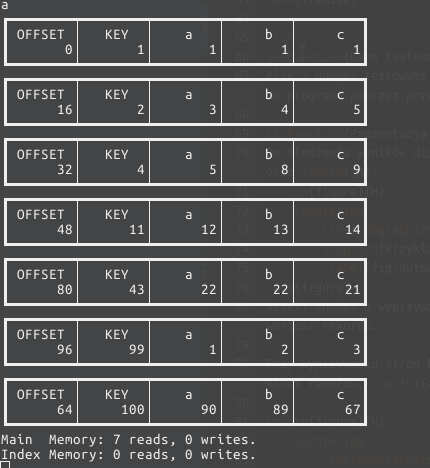 a
OFFSET KEY a b c
0 1 1 1 1
OFFSET KEY a b c
16 2 3 4 5
OFFSET KEY a b c
32 4 5 8 9
OFFSET KEY a b c
48 11 12 13 14
OFFSET KEY a b c
80 43 22 22 21
OFFSET KEY a b c
96 99 1 2 3
OFFSET KEY a b c
64 100 90 89 67
Main Memory: 7 reads, 0 writes.
Index Memory: 0 reads, 0 writes.